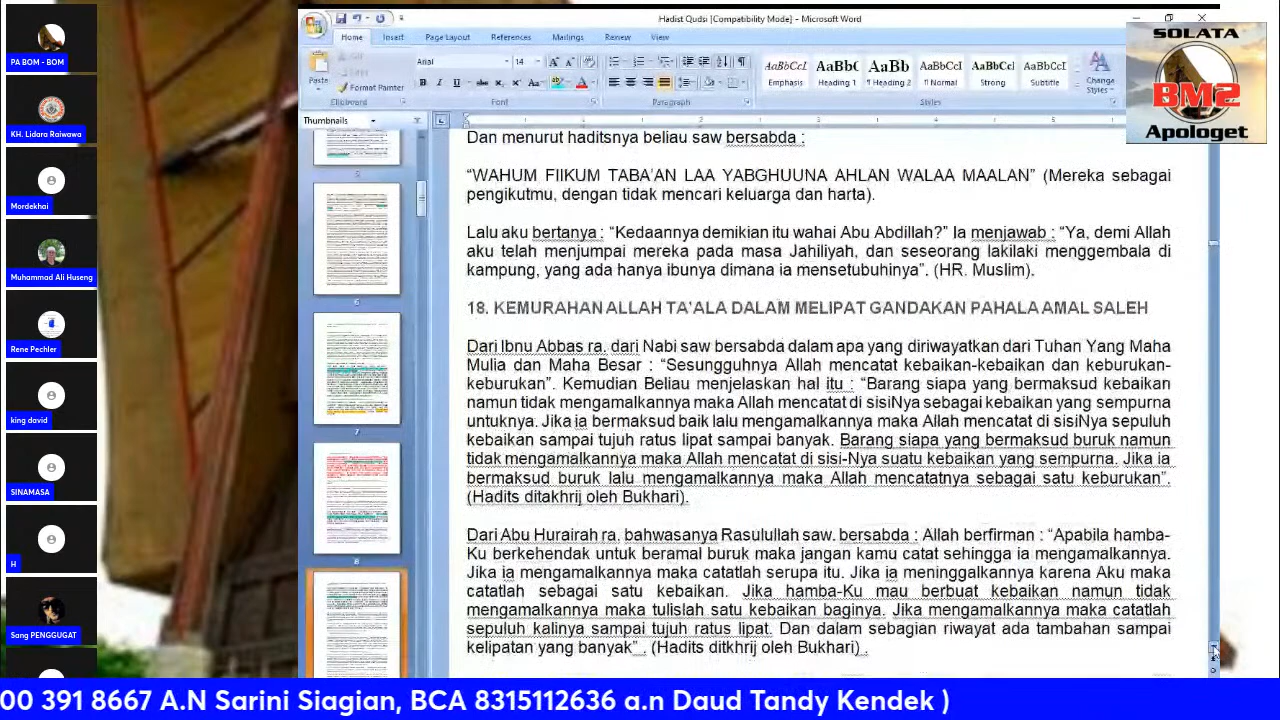 PA BOM - BOM
KH. Lidara Raiwawa
Mordekhai
Muhammad Ali Huseng
Rene Pechler
king david
SINAMASA
H
Sang PENGGUGAT
Hadist Qudsi [Compatibility Mode] - Microsoft Word
Home Insert Page Layout References Mailings Review View
Paste
Cut
Copy
Format Painter
Clipboard
Arial 14
Font
Paragraph
AaBbCcI AaBbC AaBb AaBbCcI AaBbCcI AaBbCcI
Emphasis Heading 1 ¶ Heading 2 ¶ Normal Strong Subtitle
Change Styles
Styles
SOLATA
BM2
Apologet
Thumbnails
5
6
7
8
Dan menurut haditsnya beliau saw bersabda :
“WAHUM FIIKUM TABA’AN LAA YABGHUUNA AHLAN WALAA MAALAN” (Mereka sebagai
pengikutmu, dengan tidak mencari keluarga dan harta).
Lalu aku bertanya : “Kedaannya demikian itu wahai Abu Abdillah?” Ia menjawab : “Ya, demi Allah
aku telah menjumpai mereka pada masa jahiliyah, dan seseorang lakilaki menggembala di
kampung, yang ada hanya ibunya dimana ia mensetubuhinya”. (HR. Muslim).
18. KEMURAHAN ALLAH TA’ALA DALAM MELIPAT GANDAKAN PAHALA AMAL SALEH
Dari Ibnu Abbas ra. dari Nabi saw bersabda dalam apa yang diriwayatkan dari Tuhan Yang Maha
Mulia dan Maha Besar : “Sesungguhnya Allah mencatat kebaikan-kebaikan dan keburukan-
keburukan”. Kemudian Beliau menjelaskan hal itu : “Barang siapa yang bermaksud kebaikan
namun tidak mengamalkannya maka Allah mencatat di sisiNya sebagai kebaikan yang sempurna
untuknya. Jika ia bermaksud baik lalu mengamalkannya maka Allah mencatat di sisiNya sepuluh
kebaikan sampai tujuh ratus lipat sampai banyak. Barang siapa yang bermaksud buruk namun
tidak mengamalkannya maka Allah mencatat di sisi-Nya suatu kebaikan yang sempurna. Jika ia
bermaksud buruk lalu mengamalkannya maka Allah mencatatnya sebagai satu keburukan”.
(Hadits ditakhrij oleh Bukhari).
Dari Abu Hurairah ra, bahwasanya Rasulullah saw. bersabda : Allah berfirman : “Apabila hamba-
Ku berkehendak untuk beramal buruk maka jangan kamu catat sehingga ia mengamalkannya.
Jika ia mengamalkannya maka catatlah serupa itu. Jika ia meninggalkannya karena Aku maka
catatlah sebagai satu kebaikan. Jika hamba-Ku mau berbuat kebaikan namun tidak
mengamalkannya maka tulislah satu kebaikan baginya. Jika mengamalkannya maka catatlah
sepuluh kalinya sampai tujuh ratus lipat. Dan dalam sebagian riwayat ada tambahan sampai
kelipatan yang banyak” . (Hadits ditkhrij oleh Bukhari) .
00 391 8667 A.N Sarini Siagian, BCA 8315112636 a.n Daud Tandy Kendek )